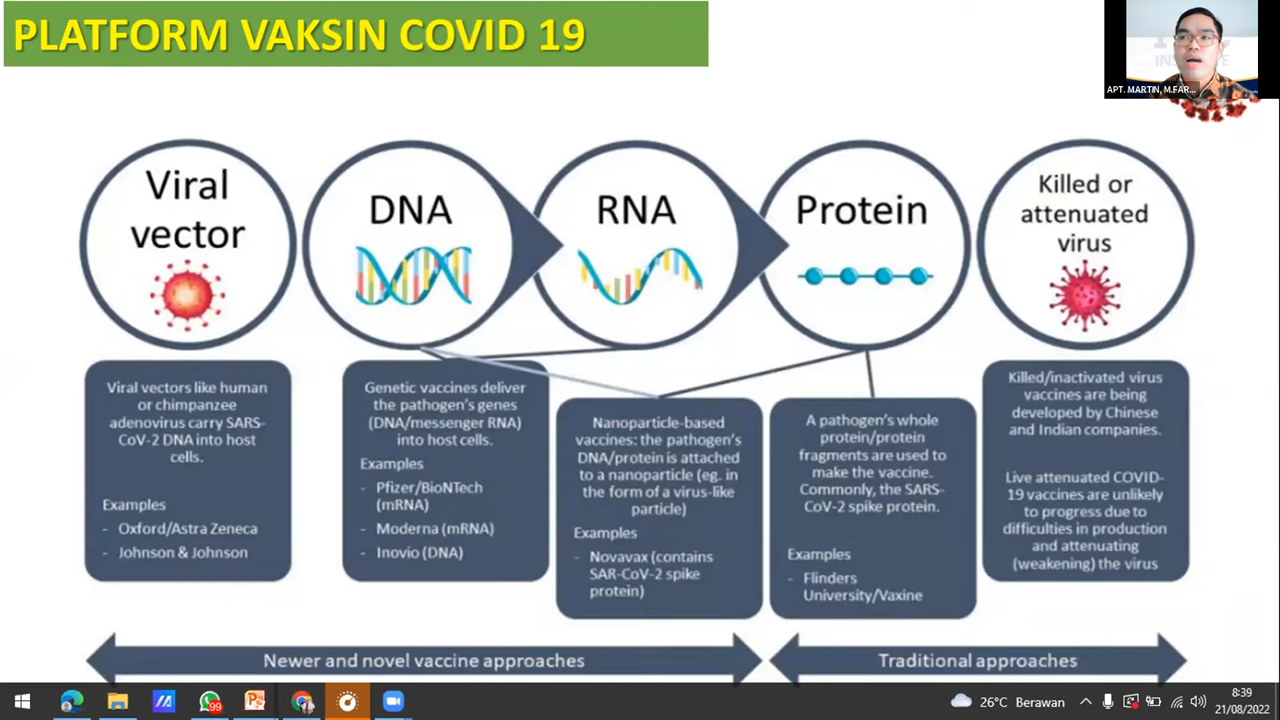 PLATFORM VAKSIN COVID 19
APT. MARTIN, M.FAR...
Viral
vector
DNA
RNA
Protein
Killed or
attenuated
virus
Viral vectors like human
or chimpanzee
adenovirus carry SARS-
CoV-2 DNA into host
cells.
Examples
- Oxford/Astra Zeneca
- Johnson & Johnson
Genetic vaccines deliver
the pathogen's genes
(DNA/messenger RNA)
into host cells.
Examples
- Pfizer/BioNTech
(mRNA)
- Moderna (mRNA)
- Inovio (DNA)
Nanoparticle-based
vaccines: the pathogen's
DNA/protein is attached
to a nanoparticle (eg. in
the form of a virus-like
particle)
Examples
- Novavax (contains
SAR-CoV-2 spike
protein)
A pathogen's whole
protein/protein
fragments are used to
make the vaccine.
Commonly, the SARS-
CoV-2 spike protein.
Examples
- Flinders
University/Vaxine
Killed/inactivated virus
vaccines are being
developed by Chinese
and Indian companies.
Live attenuated COVID-
19 vaccines are unlikely
to progress due to
difficulties in production
and attenuating
(weakening) the virus
Newer and novel vaccine approaches
Traditional approaches
99
26°C Berawan
8:39
21/08/2022